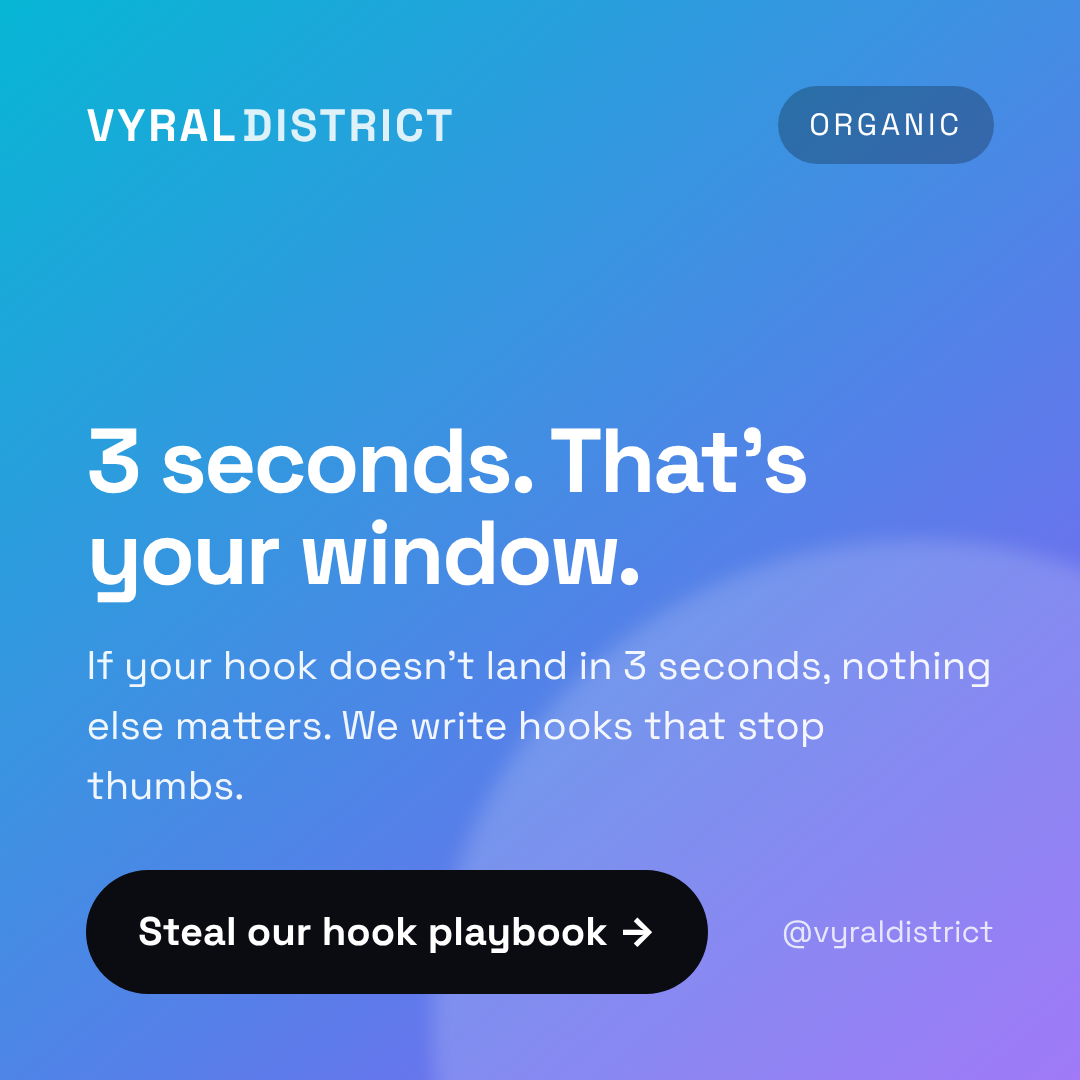 VYRAL DISTRICT
ORGANIC
3 seconds. That’s
your window.
If your hook doesn’t land in 3 seconds, nothing
else matters. We write hooks that stop
thumbs.
Steal our hook playbook →
@vyraldistrict